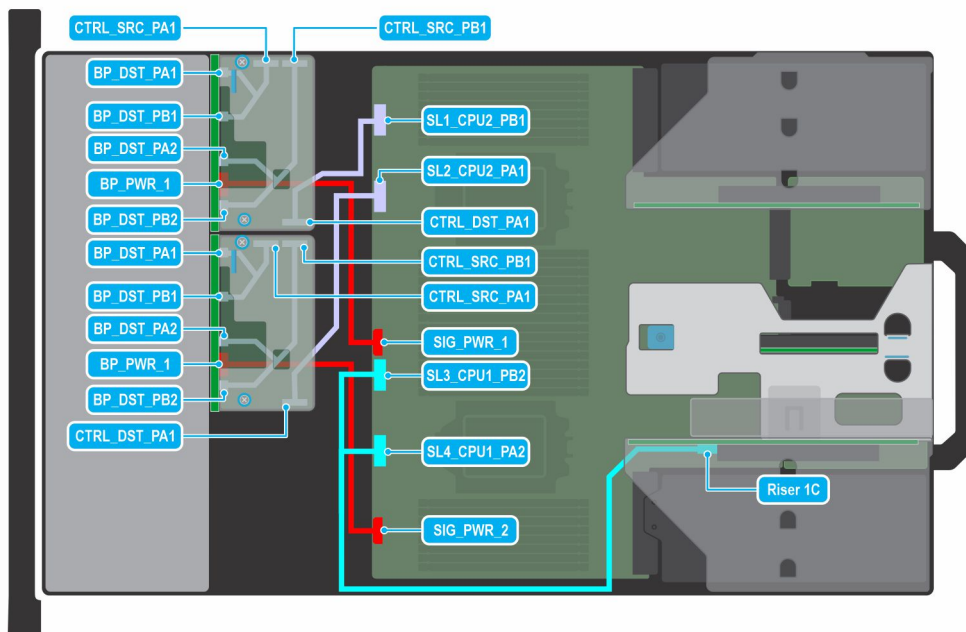 CTRL_SRC_PA1
CTRL_SRC_PB1
BP_DST_PA1
BP_DST_PB1
BP_DST_PA2
BP_PWR_1
BP_DST_PB2
BP_DST_PA1
BP_DST_PB1
BP_DST_PA2
BP_PWR_1
BP_DST_PB2
CTRL_DST_PA1
SL1_CPU2_PB1
SL2_CPU2_PA1
CTRL_DST_PA1
CTRL_SRC_PB1
CTRL_SRC_PA1
SIG_PWR_1
SL3_CPU1_PB2
SL4_CPU1_PA2
SIG_PWR_2
Riser 1C